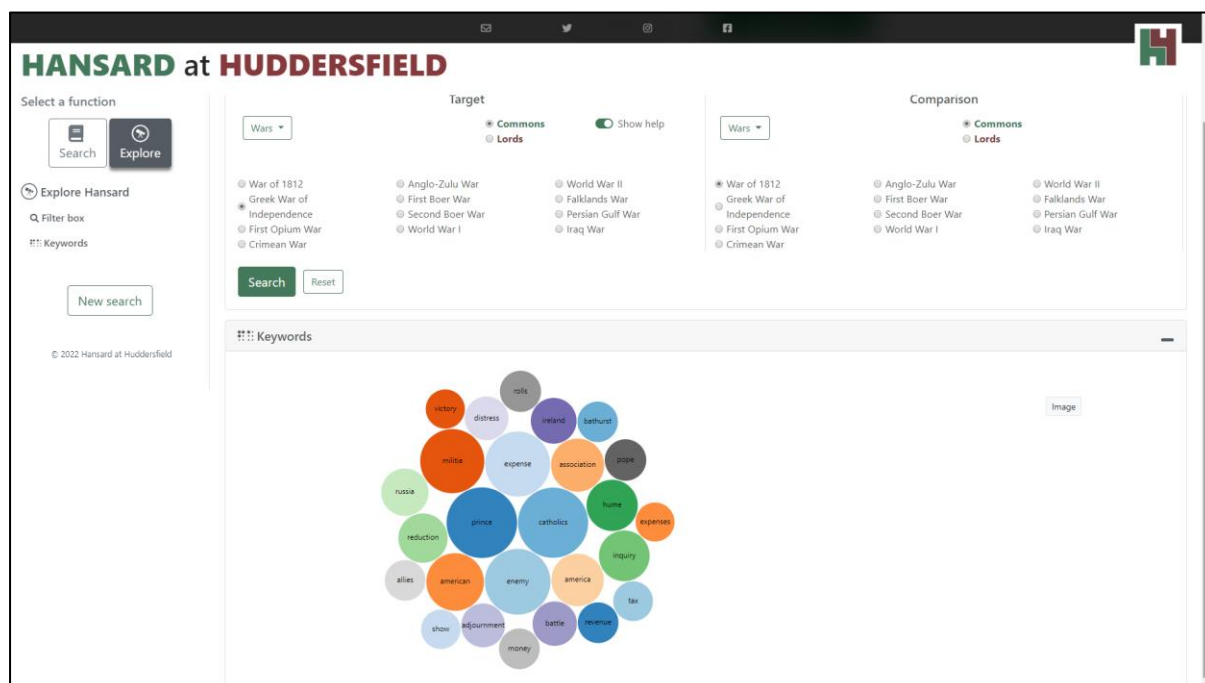 HANSARD at HUDDERSFIELD
Select a function
Search
Explore
Explore Hansard
Filter box
Keywords
New search
© 2022 Hansard at Huddersfield
Target
Wars
Commons
Lords
Show help
War of 1812
Greek War of
Independence
First Opium War
Crimean War
Anglo-Zulu War
First Boer War
Second Boer War
World War I
World War II
Falklands War
Persian Gulf War
Iraq War
Comparison
Wars
Commons
Lords
War of 1812
Greek War of
Independence
First Opium War
Crimean War
Anglo-Zulu War
First Boer War
Second Boer War
World War I
World War II
Falklands War
Persian Gulf War
Iraq War
Search
Reset
Keywords
Image
rolls
victory
distress
ireland
bathurst
militia
expense
association
pope
russia
prince
catholics
hume
expenses
reduction
inquiry
allies
american
enemy
america
tax
show
adjournment
battle
revenue
money